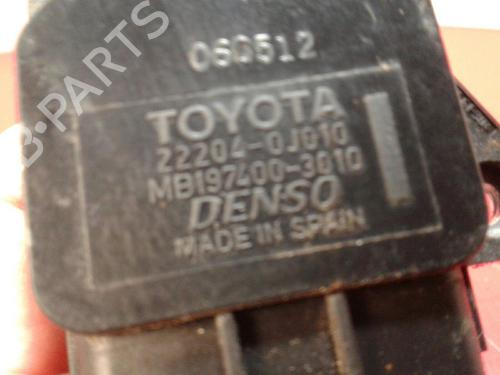 060512
TOYOTA
22204-0J010
MB197400-3010
DENSO
MADE IN SPAIN
B-PARTS